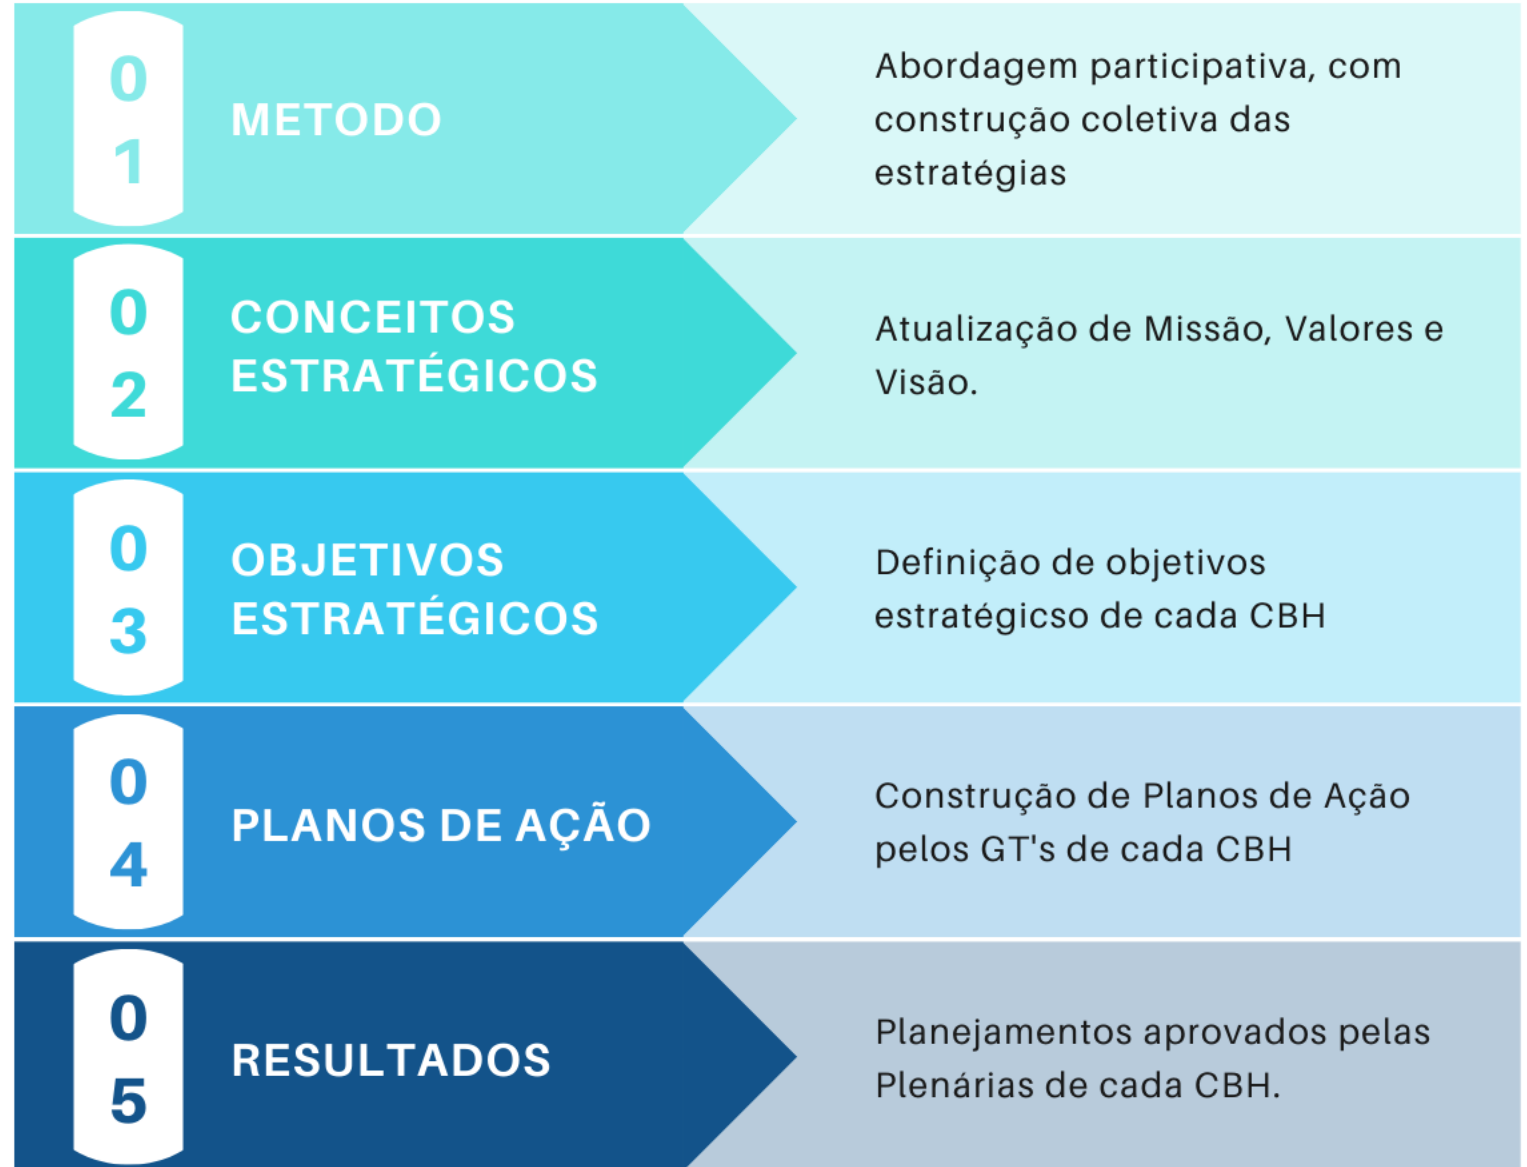 0
1
METODO
Abordagem participativa, com
construção coletiva das
estratégias
0
2
CONCEITOS
ESTRATÉGICOS
Atualização de Missão, Valores e
Visão.
0
3
OBJETIVOS
ESTRATÉGICOS
Definição de objetivos
estratégicso de cada CBH
0
4
PLANOS DE AÇÃO
Construção de Planos de Ação
pelos GT's de cada CBH
0
5
RESULTADOS
Planejamentos aprovados pelas
Plenárias de cada CBH.